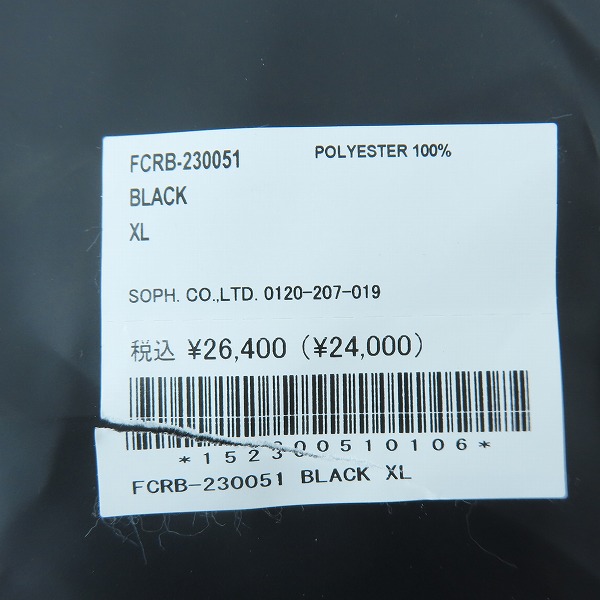 FCRB-230051 POLYESTER 100%
BLACK
XL
SOPH. CO.,LTD. 0120-207-019
税込 ¥26,400 (¥24,000)
*152300510106*
FCRB-230051 BLACK XL